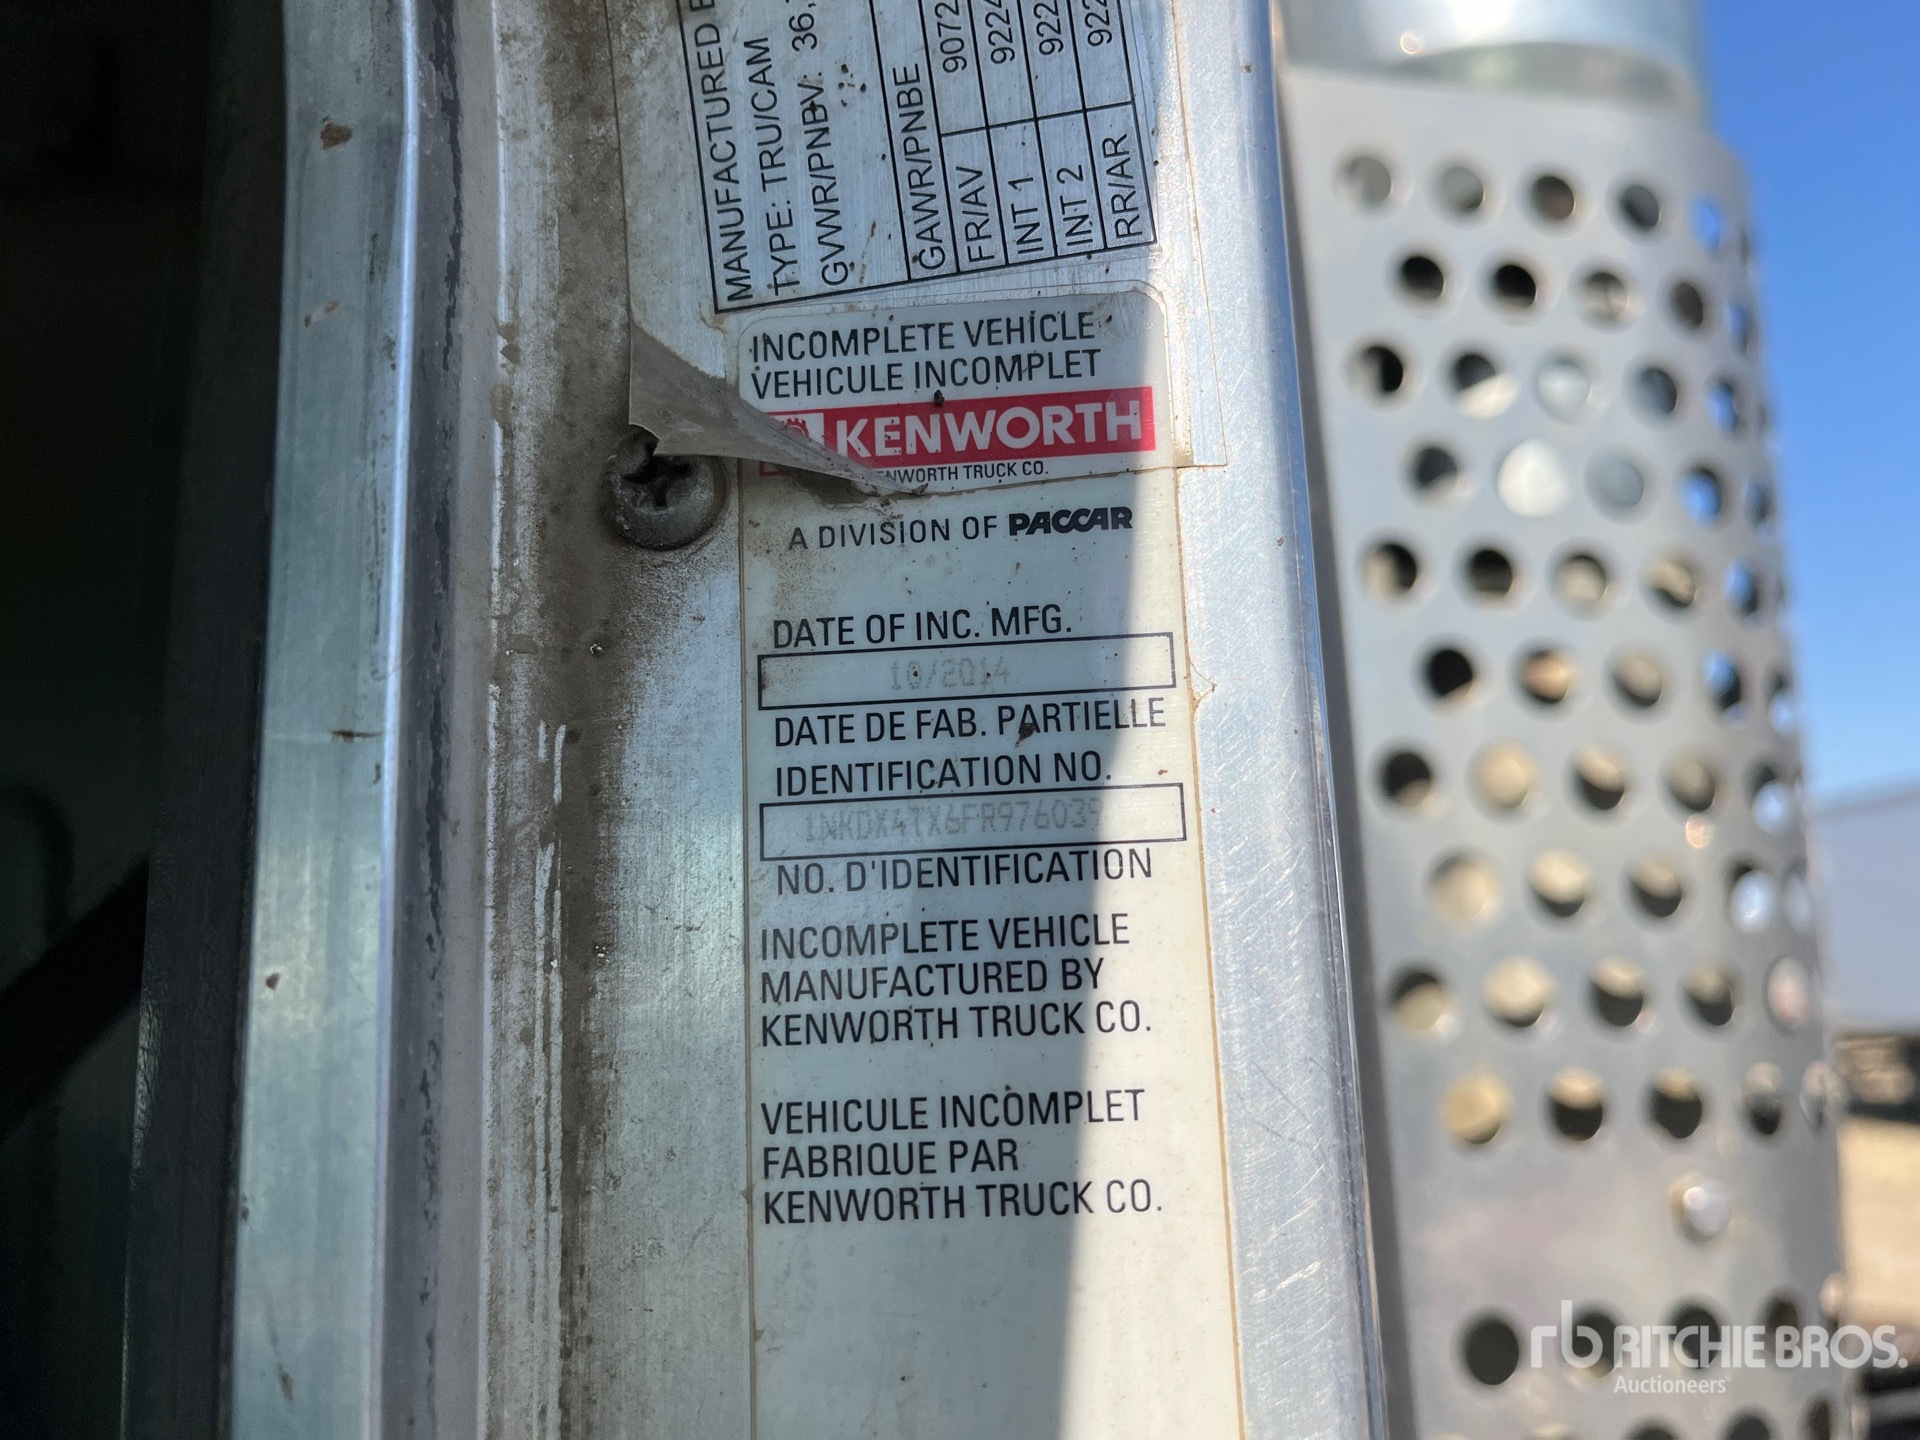 MANUFACTURED
TYPE: TRU/CAM
GVWR/PNBV: 36,
GAWR/PNBE
FR/AV 9072
INT 1 9224
INT 2 922
RR/AR 922
INCOMPLETE VEHICLE
VEHICULE INCOMPLET
KENWORTH
NWORTH TRUCK CO.
A DIVISION OF PACCAR
DATE OF INC. MFG.
10/2014
DATE DE FAB. PARTIELLE
IDENTIFICATION NO.
1NKDX4TX6FR976039
NO. D'IDENTIFICATION
INCOMPLETE VEHICLE
MANUFACTURED BY
KENWORTH TRUCK CO.
VEHICULE INCOMPLET
FABRIQUE PAR
KENWORTH TRUCK CO.
rb RITCHIE BROS.
Auctioneers